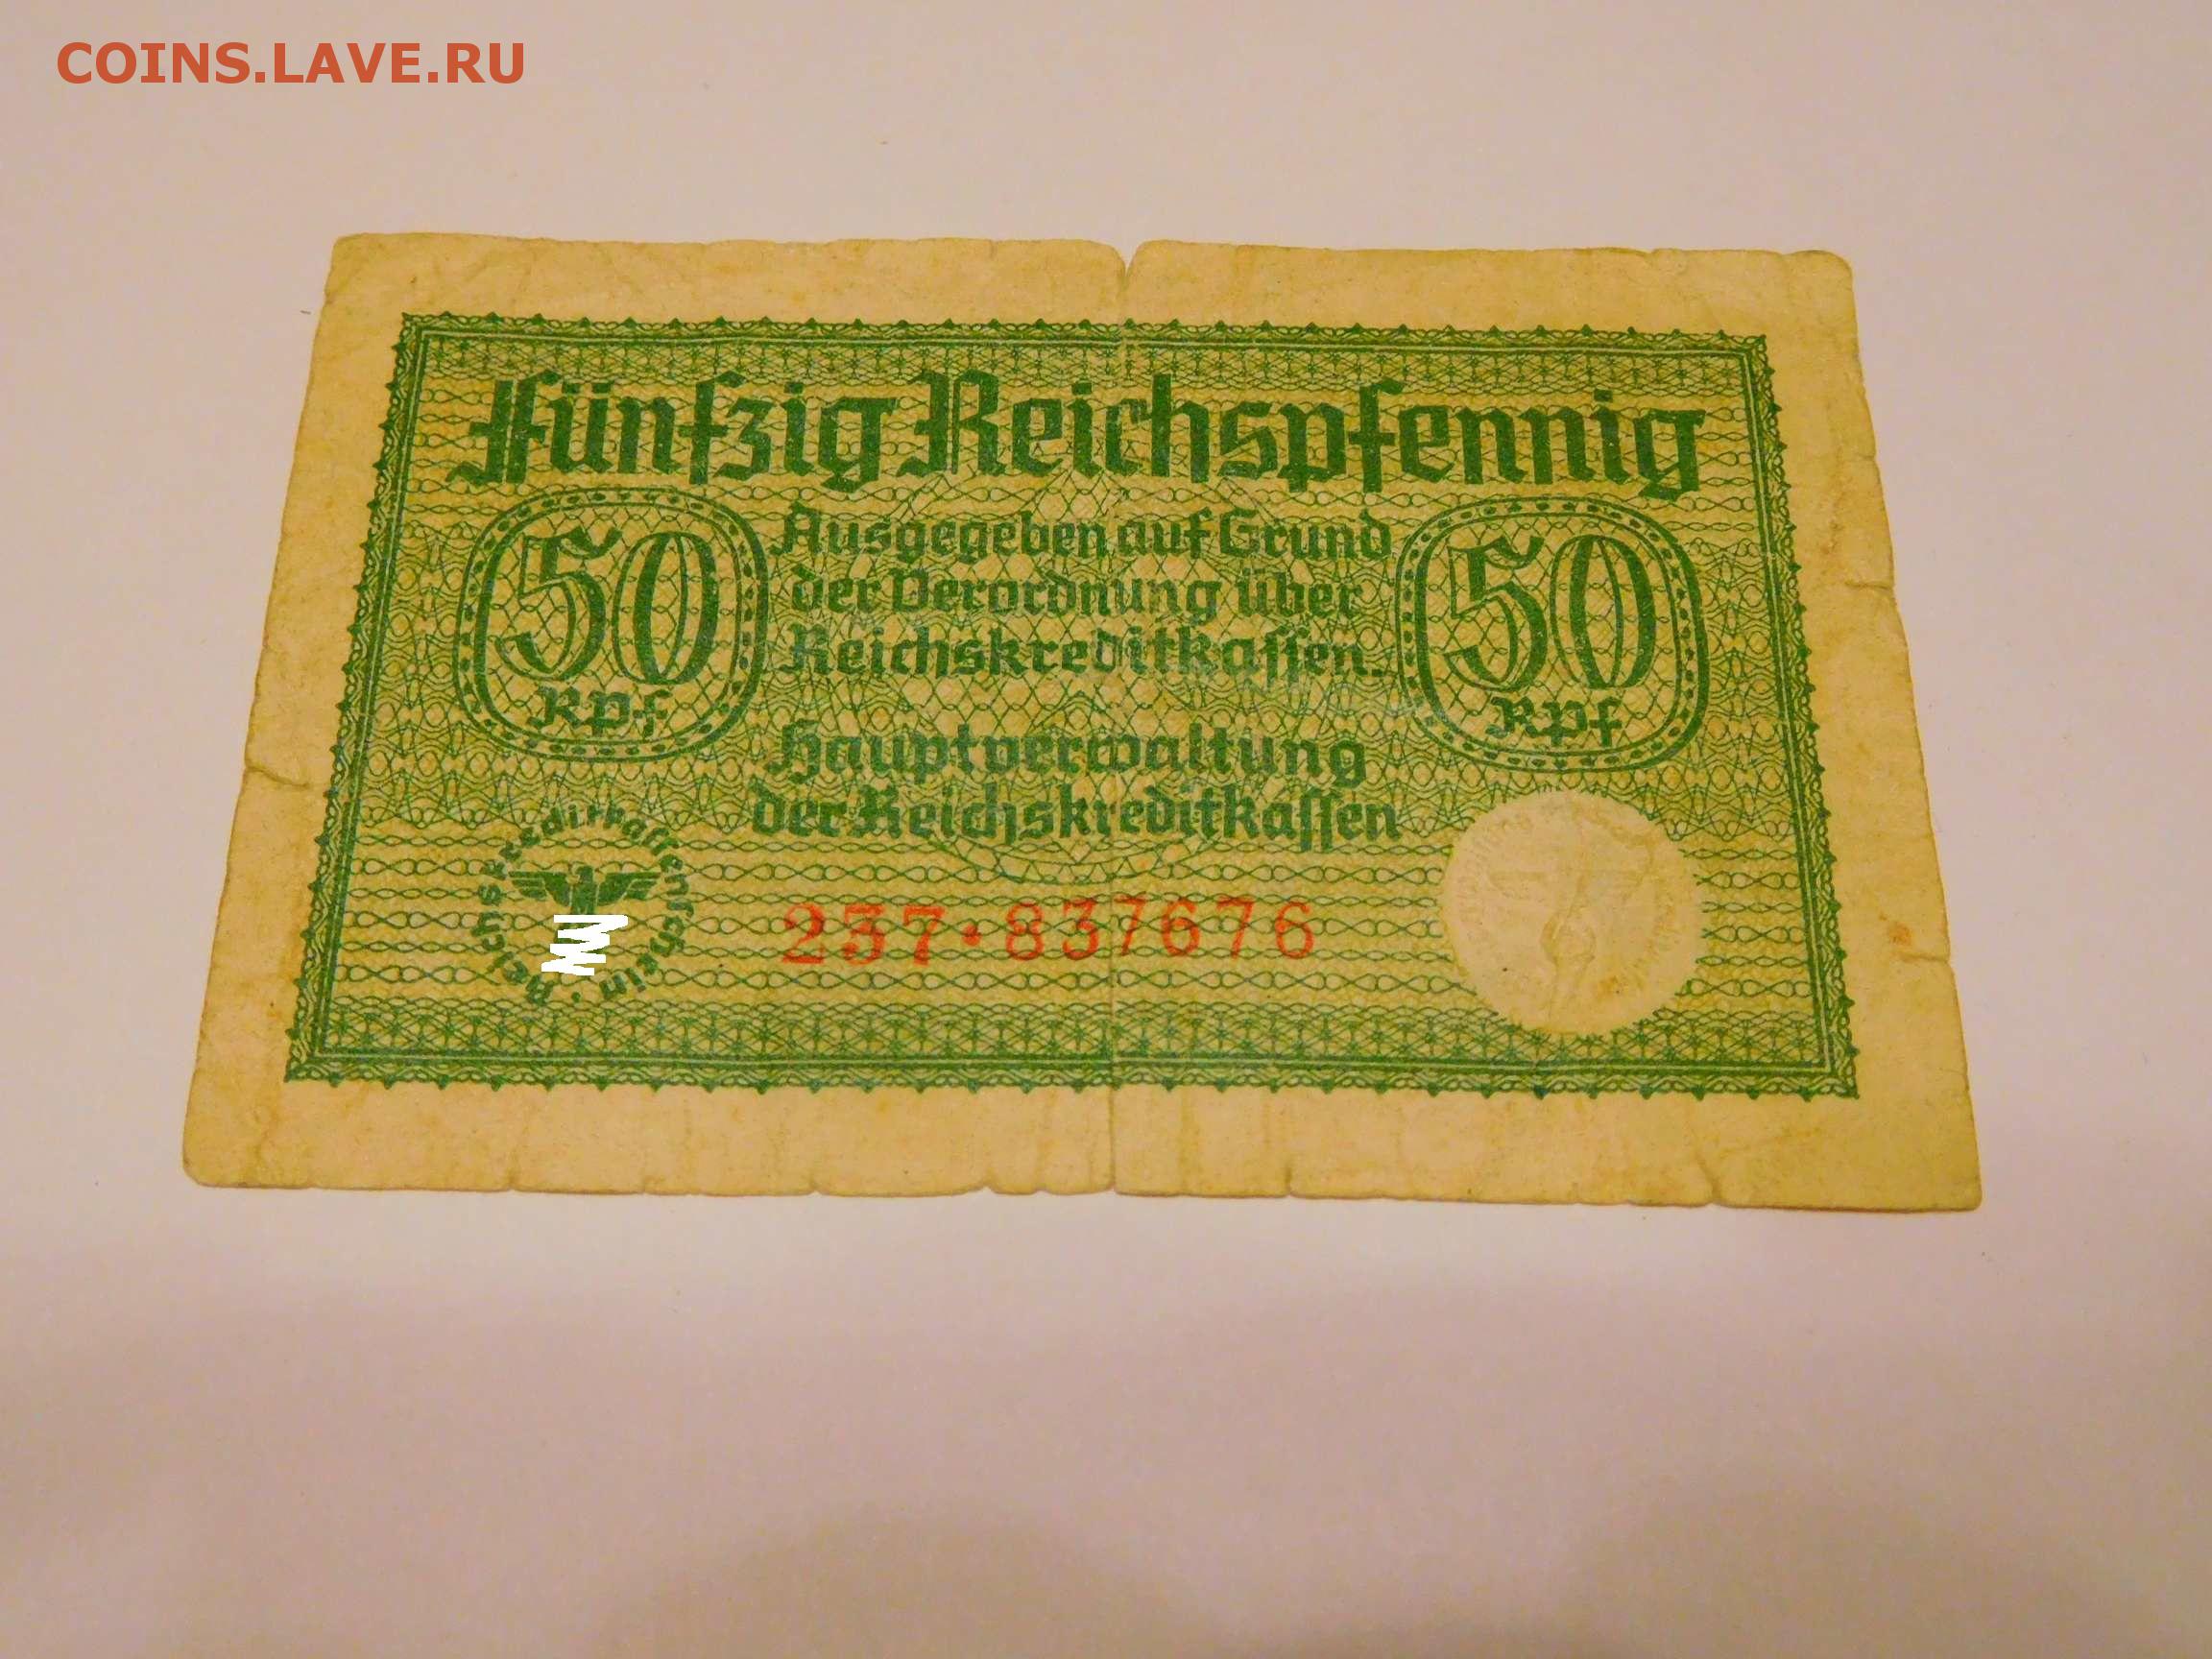 COINS.LAVE.RU
Fünfzig Reichspfennig
50 Rpf
Ausgegeben auf Grund
der Verordnung über
Reichskreditkassen.
50 Rpf
Hauptverwaltung
der Reichskreditkassen
Reichskreditkassenschein
237·837676